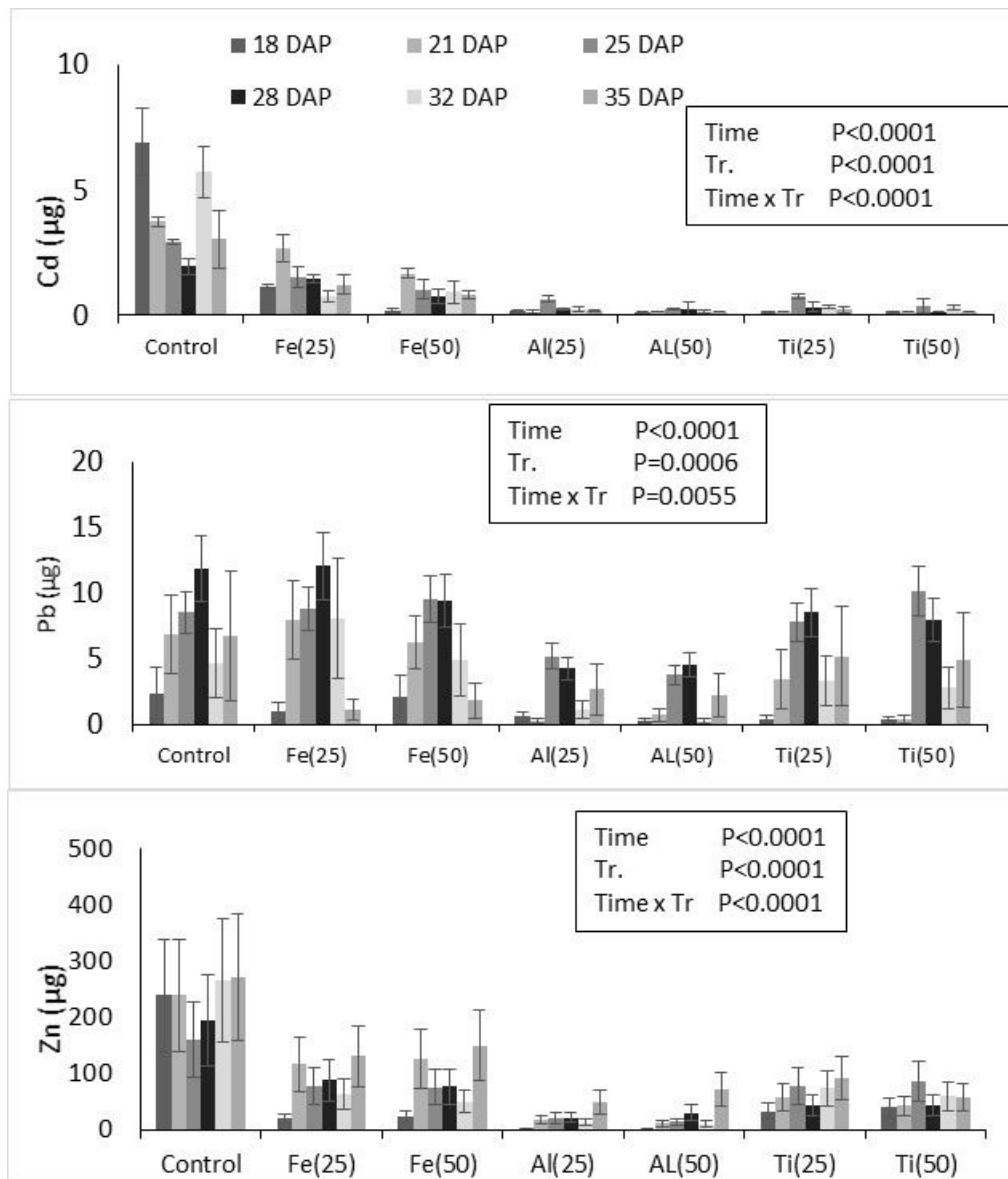 18 DAP 21 DAP 25 DAP
28 DAP 32 DAP 35 DAP
10
5
0
Cd (µg)
Time P<0.0001
Tr. P<0.0001
Time x Tr P<0.0001
Control Fe(25) Fe(50) Al(25) AL(50) Ti(25) Ti(50)
Time P<0.0001
Tr. P=0.0006
Time x Tr P=0.0055
20
15
10
5
0
Pb (µg)
Control Fe(25) Fe(50) Al(25) AL(50) Ti(25) Ti(50)
Time P<0.0001
Tr. P<0.0001
Time x Tr P<0.0001
500
400
300
200
100
0
Zn (µg)
Control Fe(25) Fe(50) Al(25) AL(50) Ti(25) Ti(50)